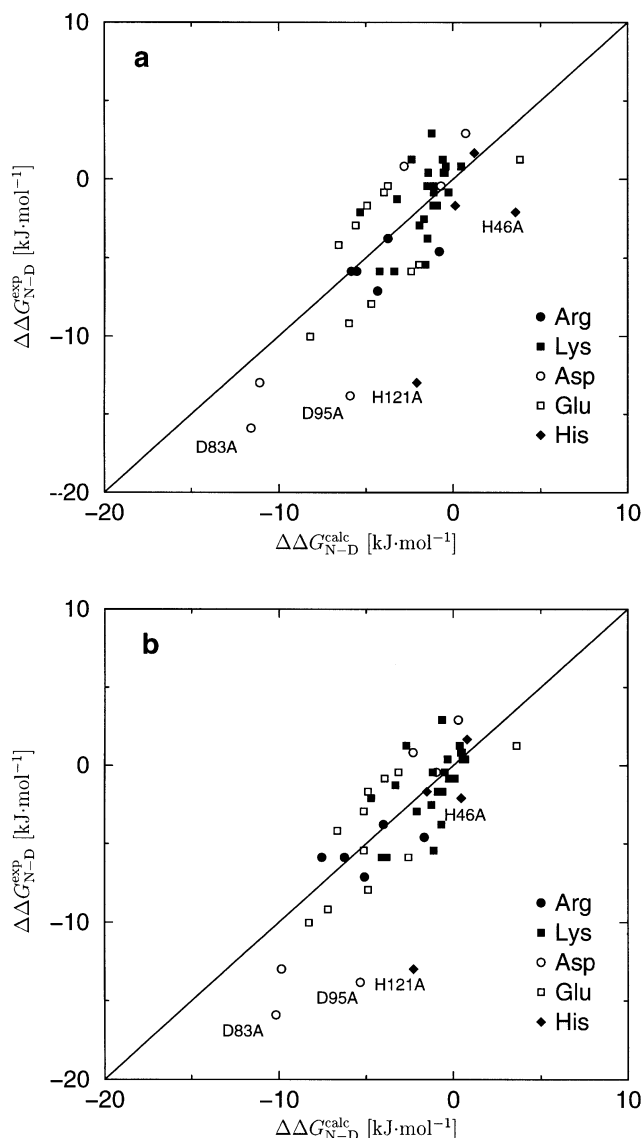 10
a
0
ΔΔG^exp_N–D [kJ·mol⁻¹]
H46A
Arg
Lys
−10
Asp
D95A
H121A
Glu
D83A
His
−20
−20
−10
0
10
ΔΔG^calc_N–D [kJ·mol⁻¹]
10
b
0
ΔΔG^exp_N–D [kJ·mol⁻¹]
H46A
Arg
Lys
−10
Asp
D95A
H121A
Glu
D83A
His
−20
−20
−10
0
10
ΔΔG^calc_N–D [kJ·mol⁻¹]